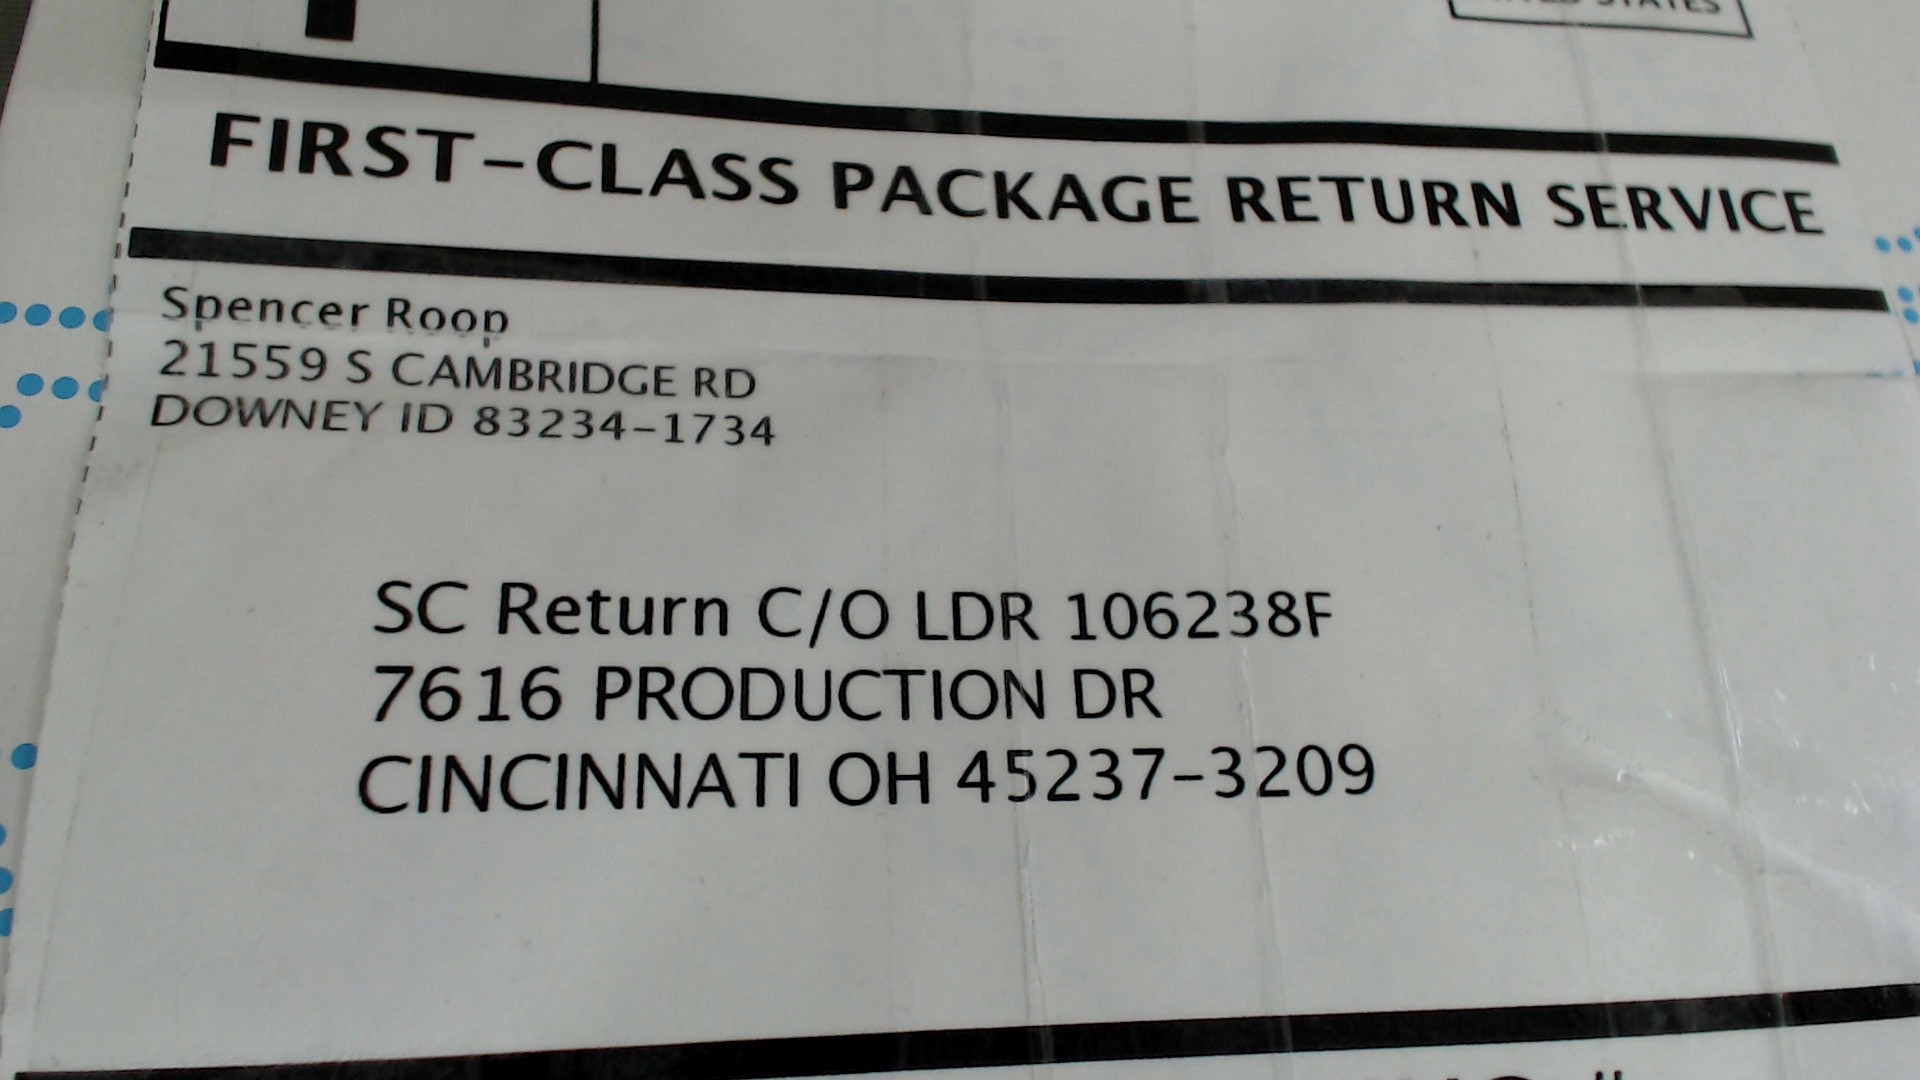 STATES
FIRST-CLASS PACKAGE RETURN SERVICE
Spencer Roop
21559 S CAMBRIDGE RD
DOWNEY ID 83234-1734
SC Return C/O LDR 106238F
7616 PRODUCTION DR
CINCINNATI OH 45237-3209